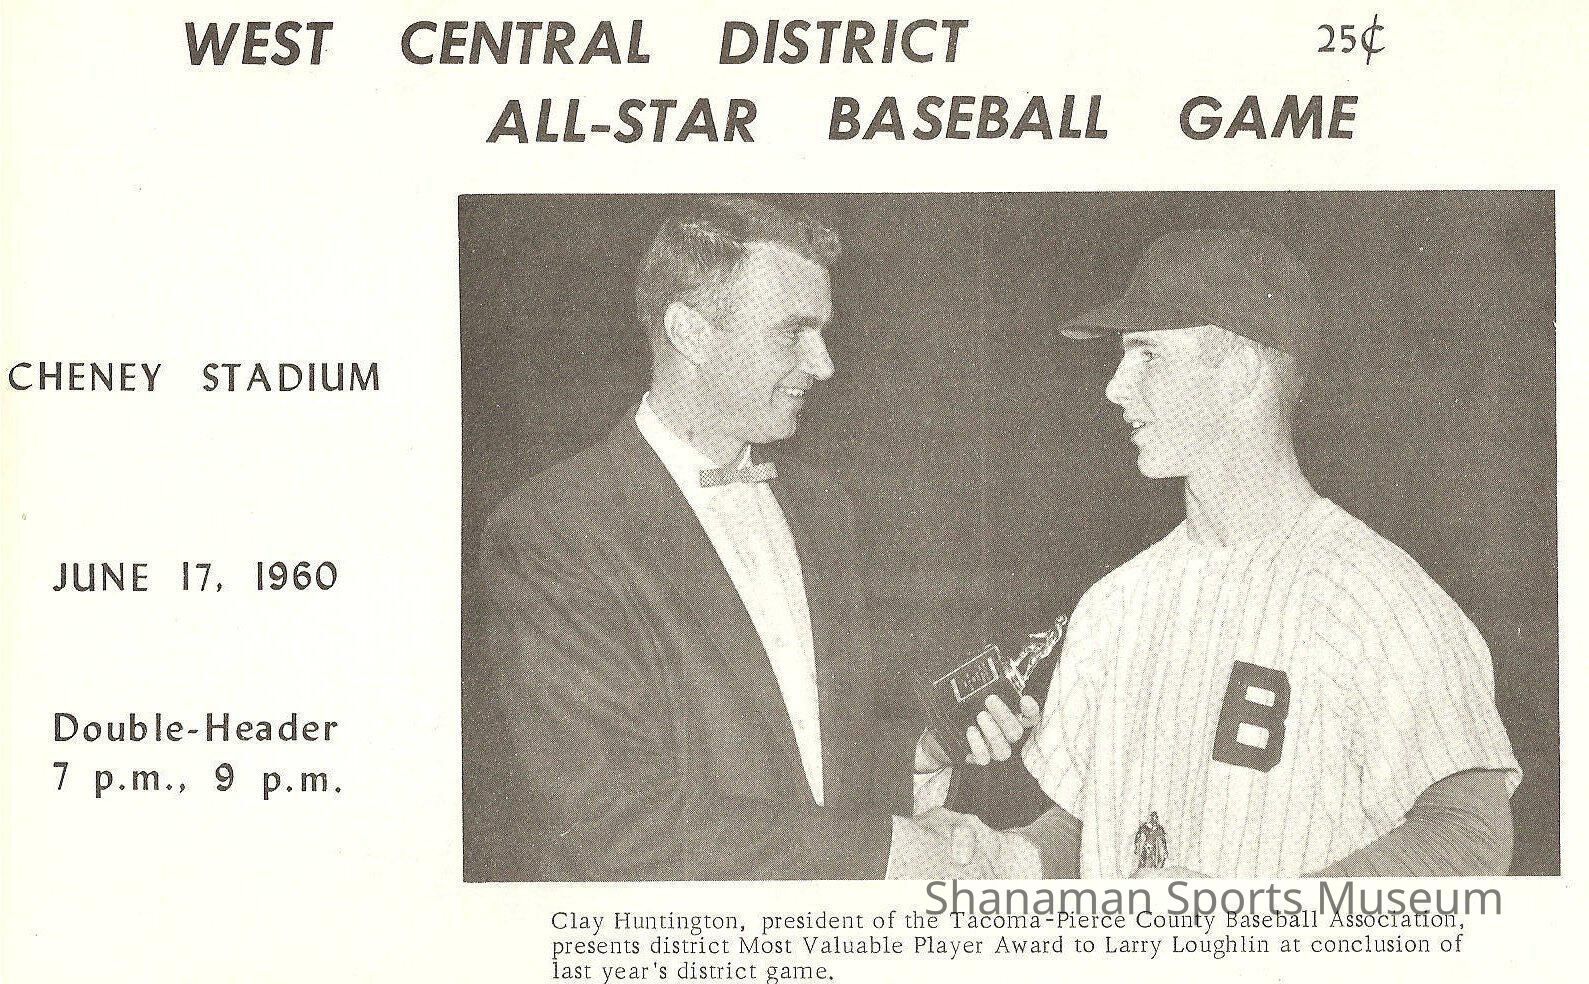 WEST CENTRAL DISTRICT 25¢
ALL-STAR BASEBALL GAME
CHENEY STADIUM
JUNE 17, 1960
Double-Header
7 p.m., 9 p.m.
B
Shanaman Sports Museum
Clay Huntington, president of the Tacoma-Pierce County Baseball Association,
presents district Most Valuable Player Award to Larry Loughlin at conclusion of
last year's district game.